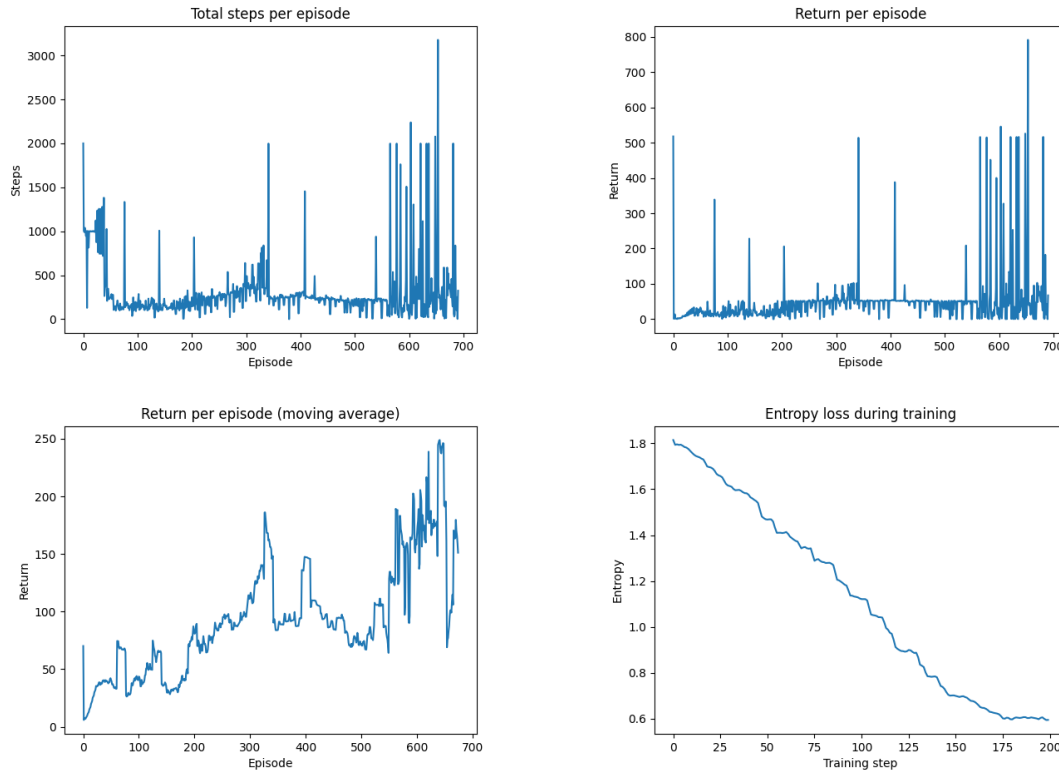 Total steps per episode
3000
2500
2000
1500
1000
500
0
Steps
0 100 200 300 400 500 600 700
Episode
Return per episode
800
700
600
500
400
300
200
100
0
Return
0 100 200 300 400 500 600 700
Episode
Return per episode (moving average)
250
200
150
100
50
0
Return
0 100 200 300 400 500 600 700
Episode
Entropy loss during training
1.8
1.6
1.4
1.2
1.0
0.8
0.6
Entropy
0 25 50 75 100 125 150 175 200
Training step